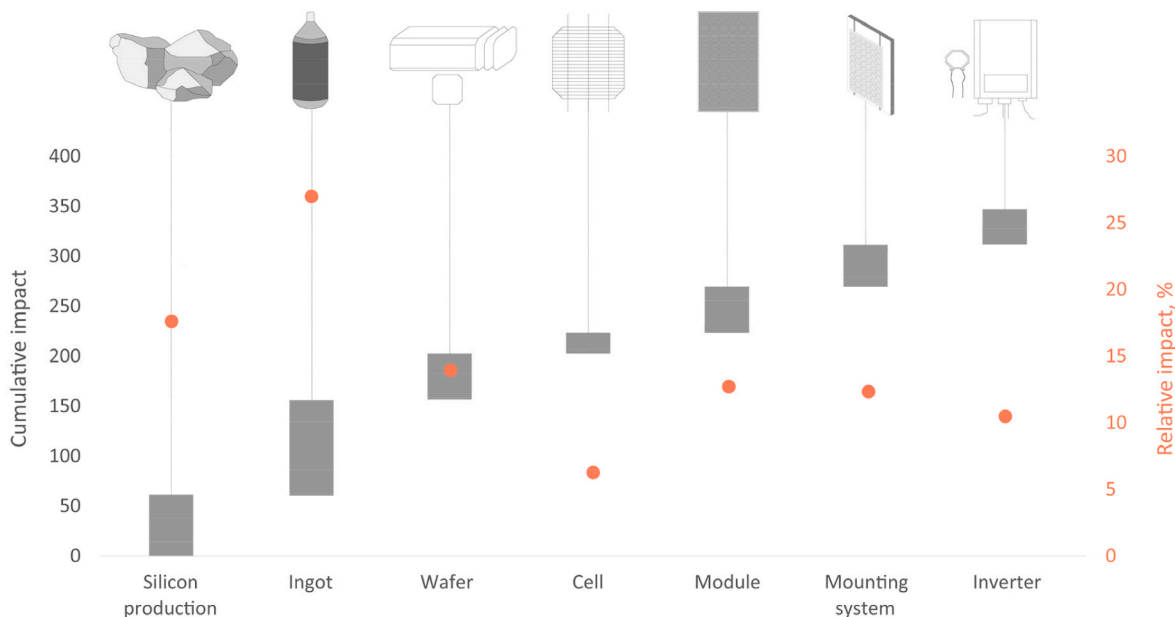 400
350
300
250
200
150
100
50
0
Cumulative impact
30
25
20
15
10
5
0
Relative impact, %
Silicon
production
Ingot
Wafer
Cell
Module
Mounting
system
Inverter